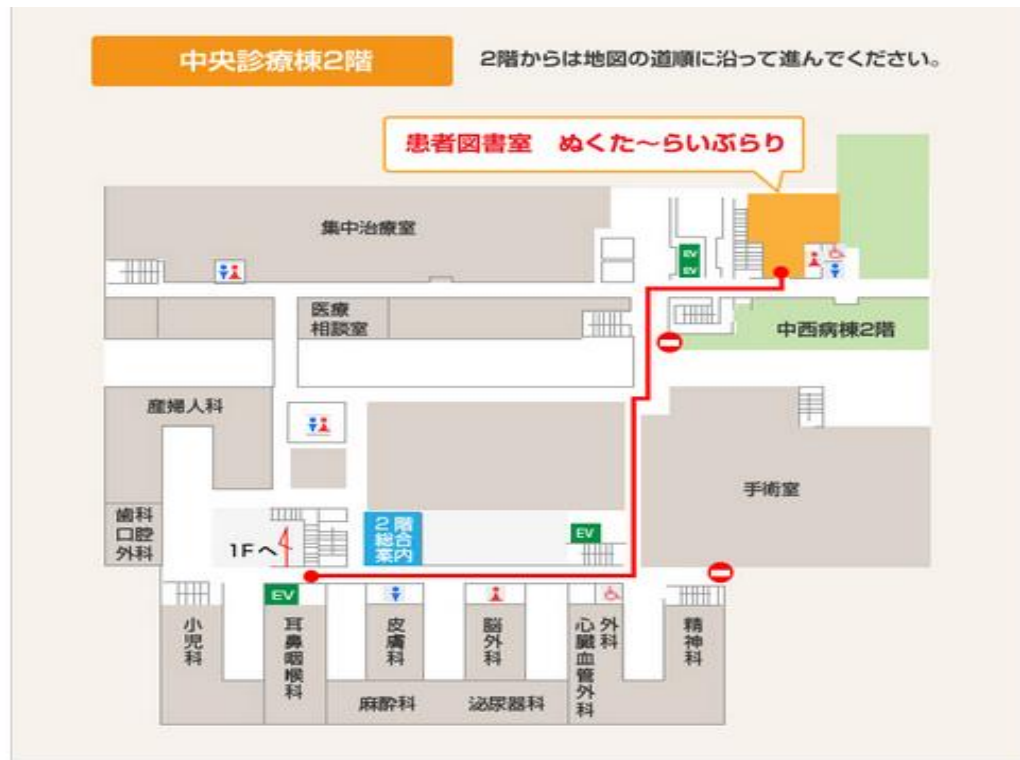 中央診療棟2階
2階からは地図の道順に沿って進んでください。
患者図書室 ぬくた〜らいぶらり
集中治療室
EV
EV
医療
相談室
中西病棟2階
産婦人科
手術室
歯科
口腔
外科
1Fへ
2階
総合
案内
EV
EV
小児科
耳鼻咽喉科
皮膚科
脳外科
心臓血管外科
外科
精神科
麻酔科
泌尿器科